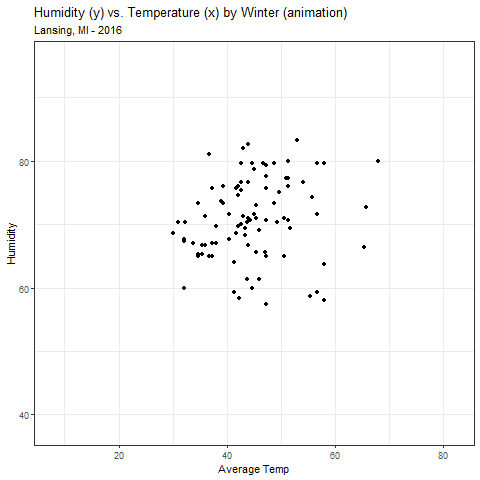 Humidity (y) vs. Temperature (x) by Winter (animation)
Lansing, MI - 2016
80
60
40
Humidity
20 40 60 80
Average Temp